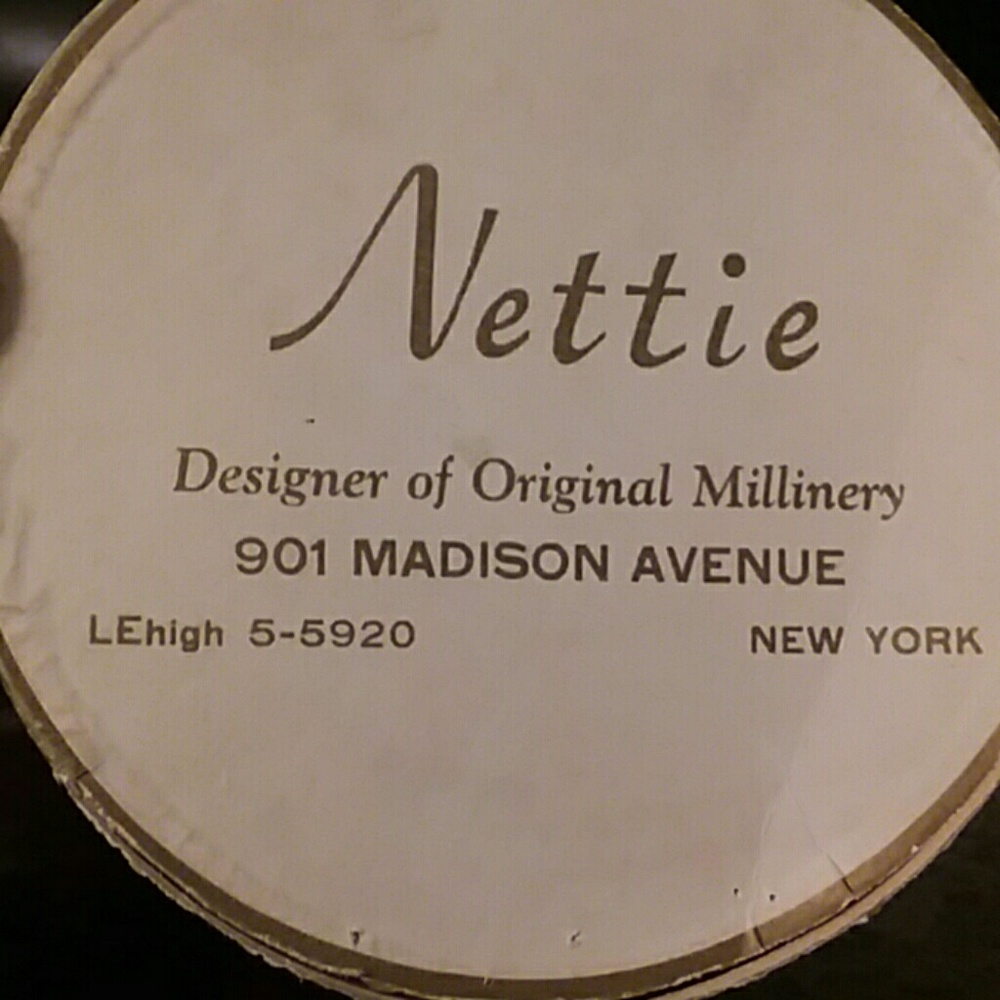 Nettie
Designer of Original Millinery
901 MADISON AVENUE
LEhigh 5-5920 NEW YORK